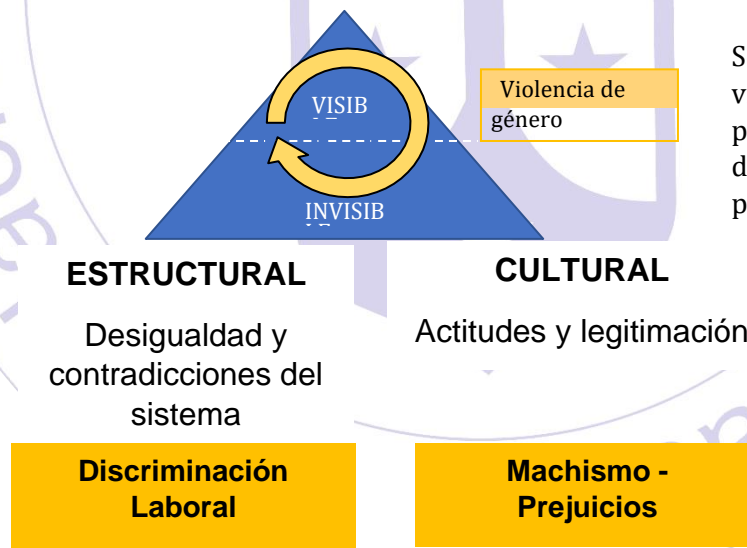 VISIB
Violencia de
género
S
v
p
d
p
INVISIB
ESTRUCTURAL
CULTURAL
Desigualdad y
contradicciones del
sistema
Actitudes y legitimación
Discriminación
Laboral
Machismo -
Prejuicios